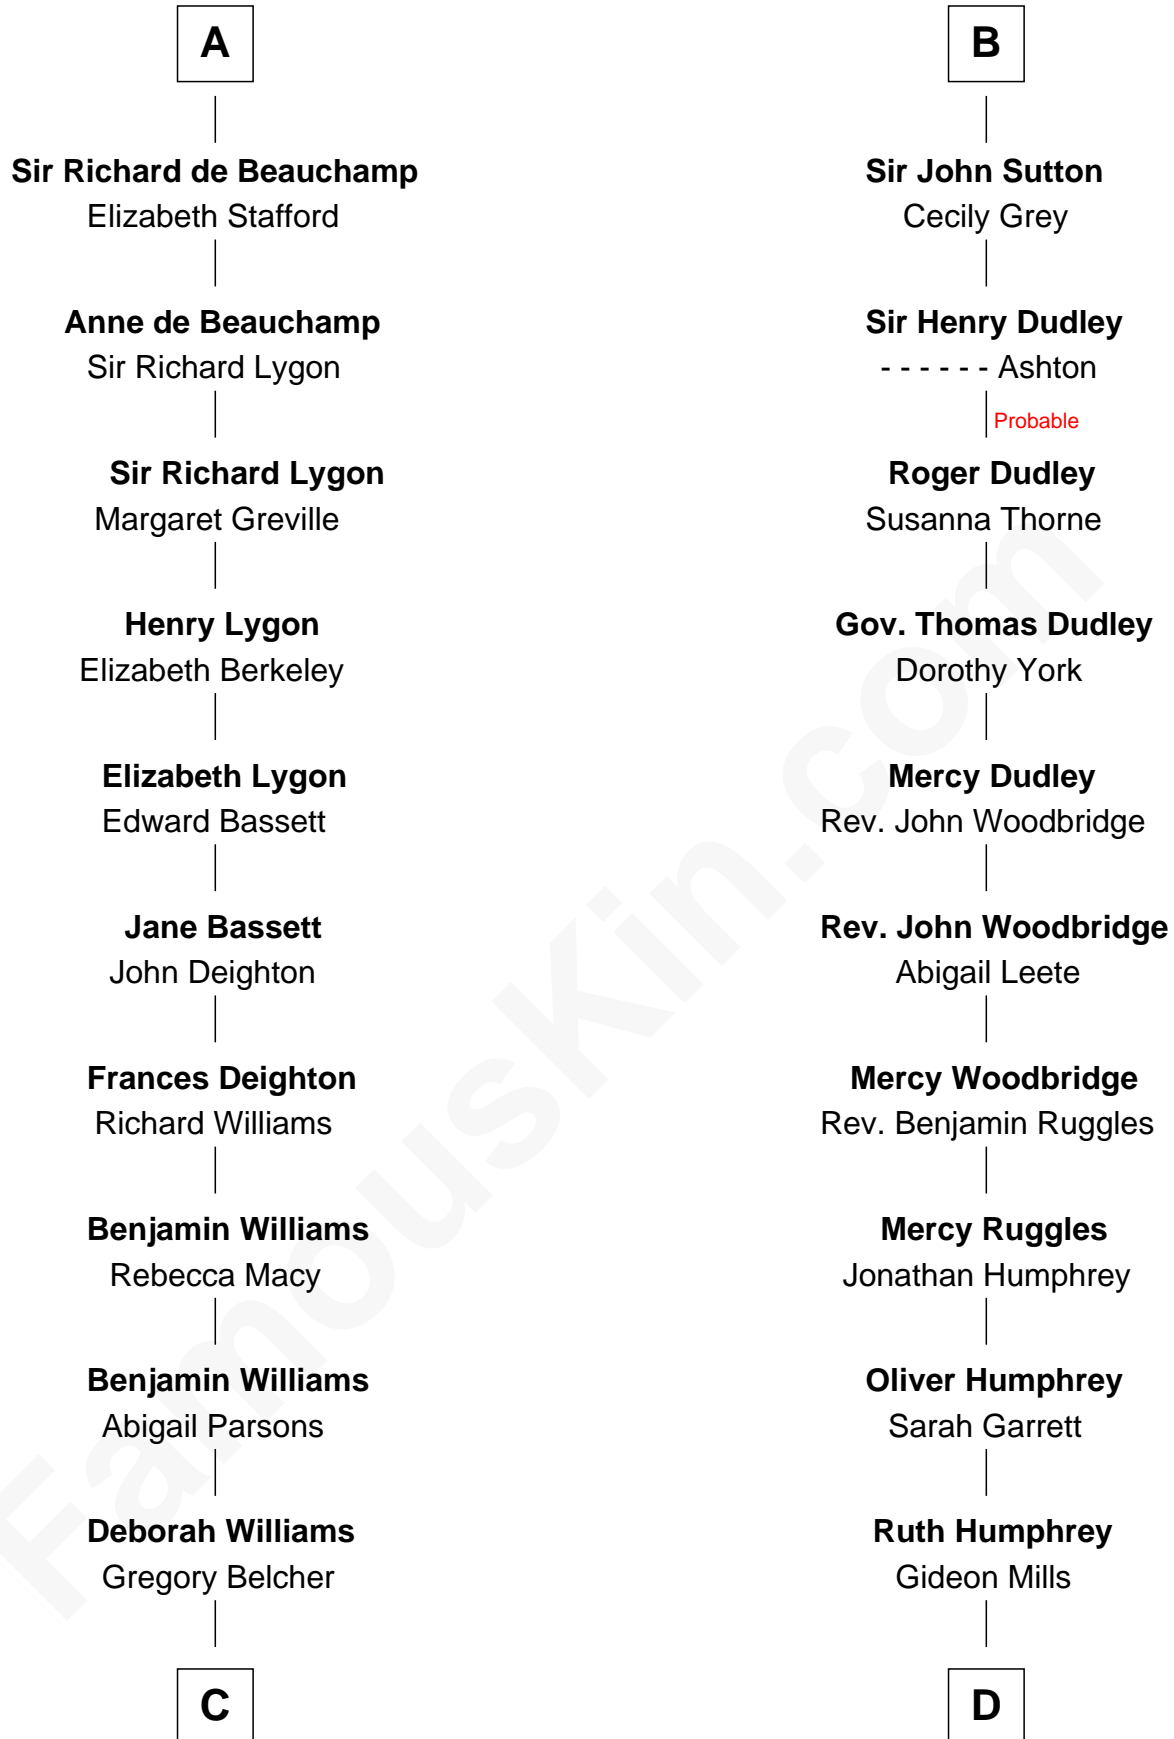 A
Sir Richard de Beauchamp
Elizabeth Stafford
Anne de Beauchamp
Sir Richard Lygon
Sir Richard Lygon
Margaret Greville
Henry Lygon
Elizabeth Berkeley
Elizabeth Lygon
Edward Bassett
Jane Bassett
John Deighton
Frances Deighton
Richard Williams
Benjamin Williams
Rebecca Macy
Benjamin Williams
Abigail Parsons
Deborah Williams
Gregory Belcher
C
B
Sir John Sutton
Cecily Grey
Sir Henry Dudley
- - - - - - Ashton
Probable
Roger Dudley
Susanna Thorne
Gov. Thomas Dudley
Dorothy York
Mercy Dudley
Rev. John Woodbridge
Rev. John Woodbridge
Abigail Leete
Mercy Woodbridge
Rev. Benjamin Ruggles
Mercy Ruggles
Jonathan Humphrey
Oliver Humphrey
Sarah Garrett
Ruth Humphrey
Gideon Mills
D
FamousKin.com